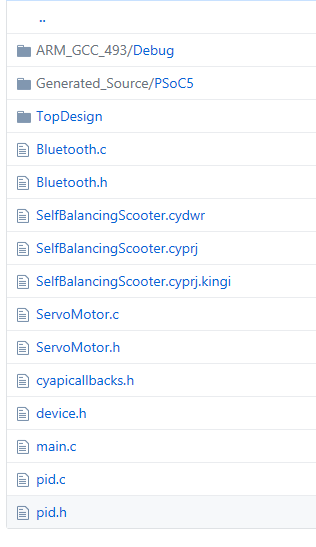 ..
ARM_GCC_493/Debug
Generated_Source/PSoC5
TopDesign
Bluetooth.c
Bluetooth.h
SelfBalancingScooter.cydwr
SelfBalancingScooter.cyprj
SelfBalancingScooter.cyprj.kingi
ServoMotor.c
ServoMotor.h
cyapicallbacks.h
device.h
main.c
pid.c
pid.h